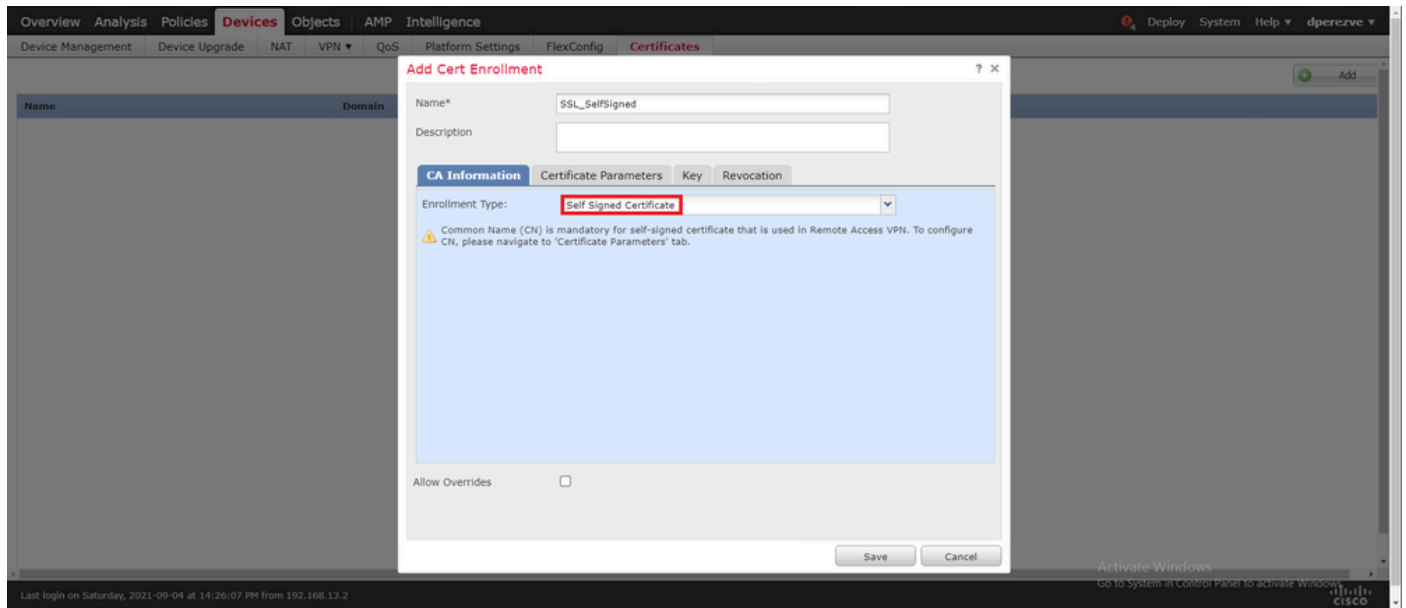 Overview Analysis Policies Devices Objects AMP Intelligence Deploy System Help dperezve
Device Management Device Upgrade NAT VPN QoS Platform Settings FlexConfig Certificates
Add Cert Enrollment ? ×
Add
Name Domain
Name* SSL_SelfSigned
Description
CA Information Certificate Parameters Key Revocation
Enrollment Type: Self Signed Certificate
Common Name (CN) is mandatory for self-signed certificate that is used in Remote Access VPN. To configure
CN, please navigate to 'Certificate Parameters' tab.
Allow Overrides
Save Cancel
Activate Windows
Go to System in Control Panel to activate Windows.
Last login on Saturday, 2021-09-04 at 14:26:07 PM from 192.168.13.2
CISCO